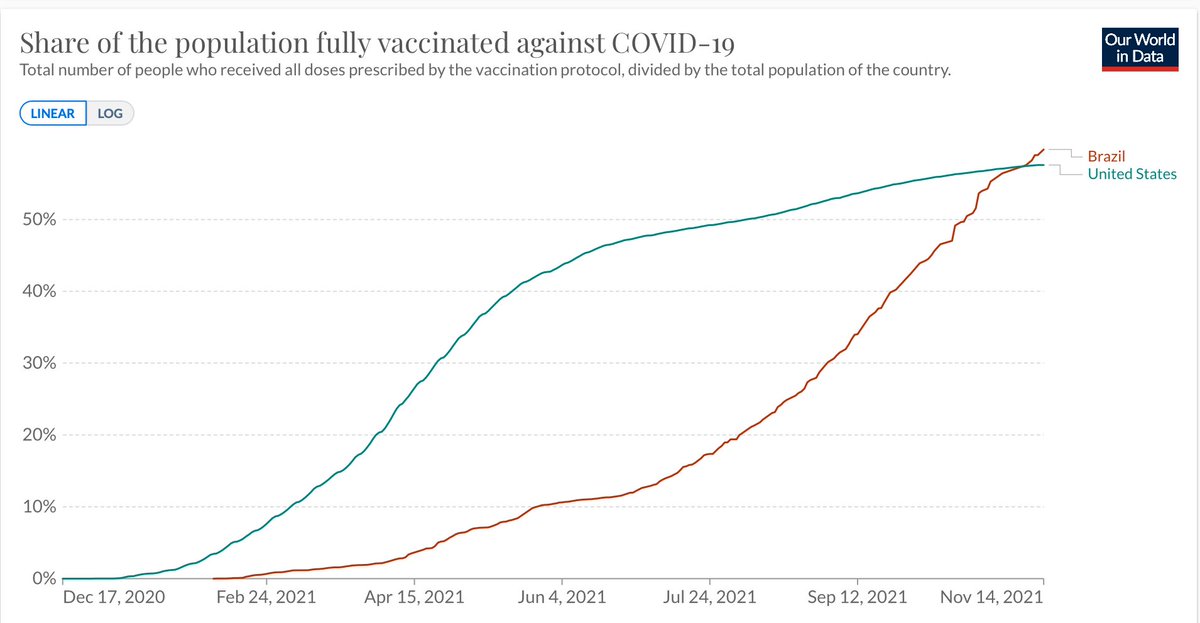 Share of the population fully vaccinated against COVID-19
Our World
in Data
Total number of people who received all doses prescribed by the vaccination protocol, divided by the total population of the country.
LINEAR LOG
Brazil
United States
50%
40%
30%
20%
10%
0%
Dec 17, 2020 Feb 24, 2021 Apr 15, 2021 Jun 4, 2021 Jul 24, 2021 Sep 12, 2021 Nov 14, 2021